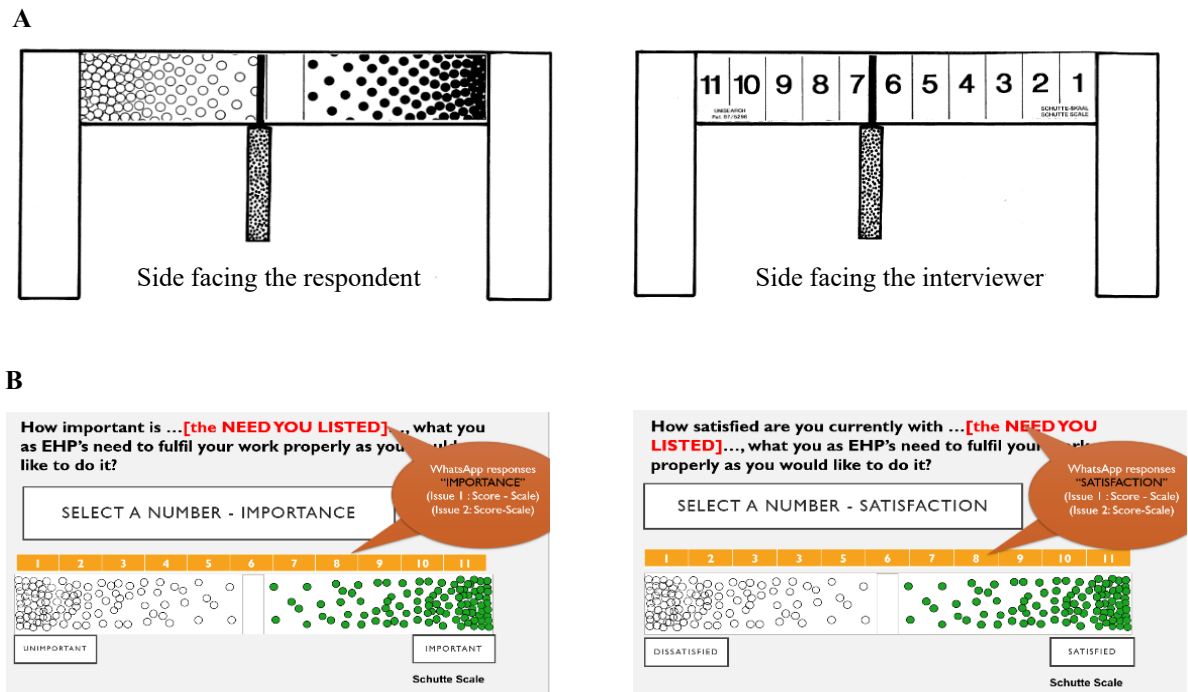 A
11 10 9 8 7 6 5 4 3 2 1
UNISEARCH
Pat. 87/5298
SCHUTTE-SKAAL
SCHUTTE SCALE
Side facing the respondent
Side facing the interviewer
B
How important is …[the NEED YOU LISTED]…, what you
as EHP's need to fulfil your work properly as you would
like to do it?
WhatsApp responses
"IMPORTANCE"
(Issue 1 : Score - Scale)
(Issue 2: Score-Scale)
SELECT A NUMBER - IMPORTANCE
1 2 3 4 5 6 7 8 9 10 11
UNIMPORTANT
IMPORTANT
Schutte Scale
How satisfied are you currently with …[the NEED YOU
LISTED]…, what you as EHP's need to fulfil your work
properly as you would like to do it?
WhatsApp responses
"SATISFACTION"
(Issue 1 : Score - Scale)
(Issue 2: Score-Scale)
SELECT A NUMBER - SATISFACTION
1 2 3 3 5 6 7 8 9 10 11
DISSATISFIED
SATISFIED
Schutte Scale